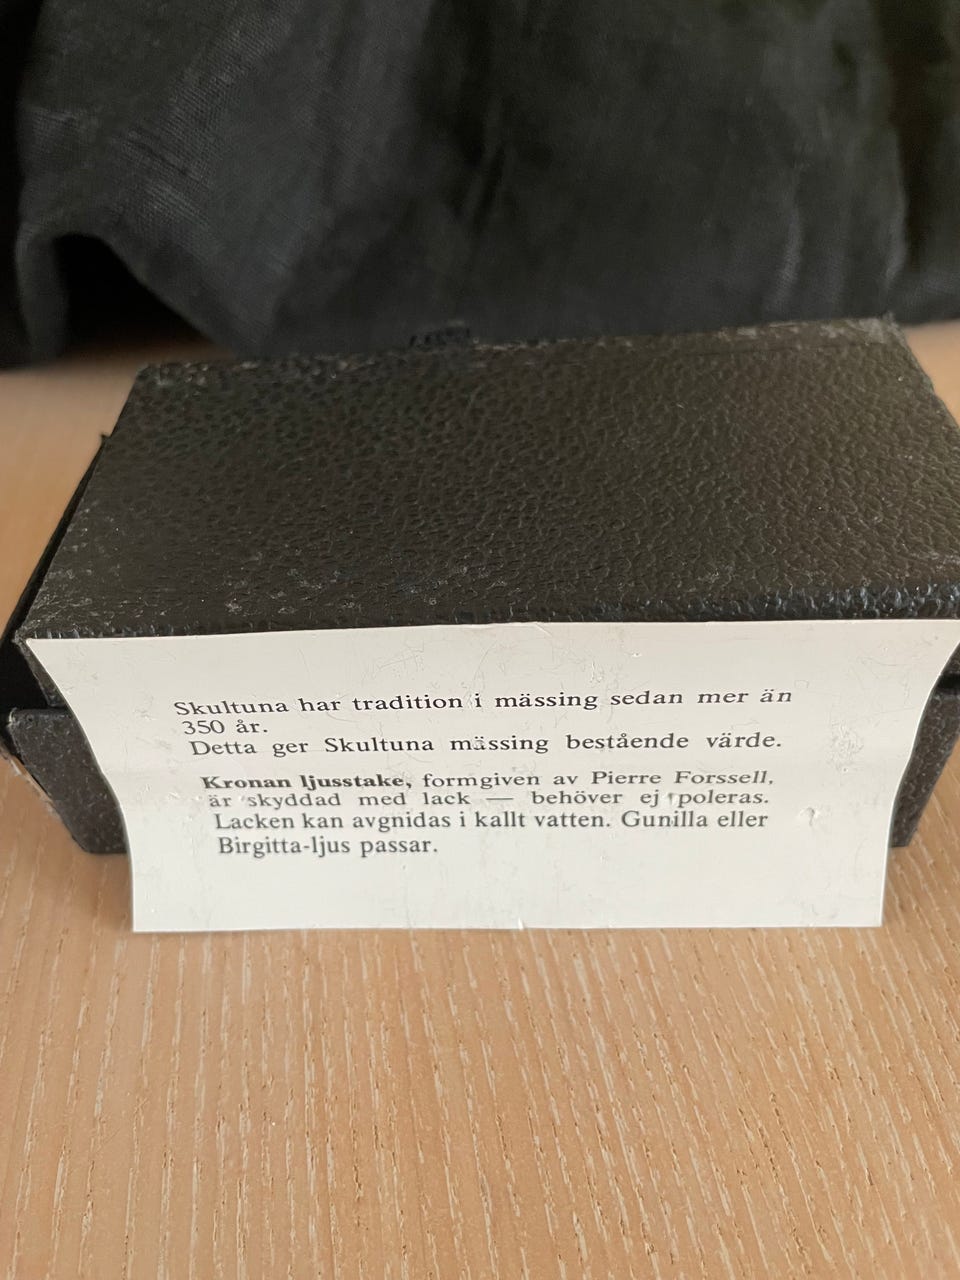 Skultuna har tradition i mässing sedan mer än
350 år.
Detta ger Skultuna mässing bestående värde.
Kronan ljusstake, formgiven av Pierre Forssell,
är skyddad med lack — behöver ej poleras.
Lacken kan avgnidas i kallt vatten. Gunilla eller
Birgitta-ljus passar.